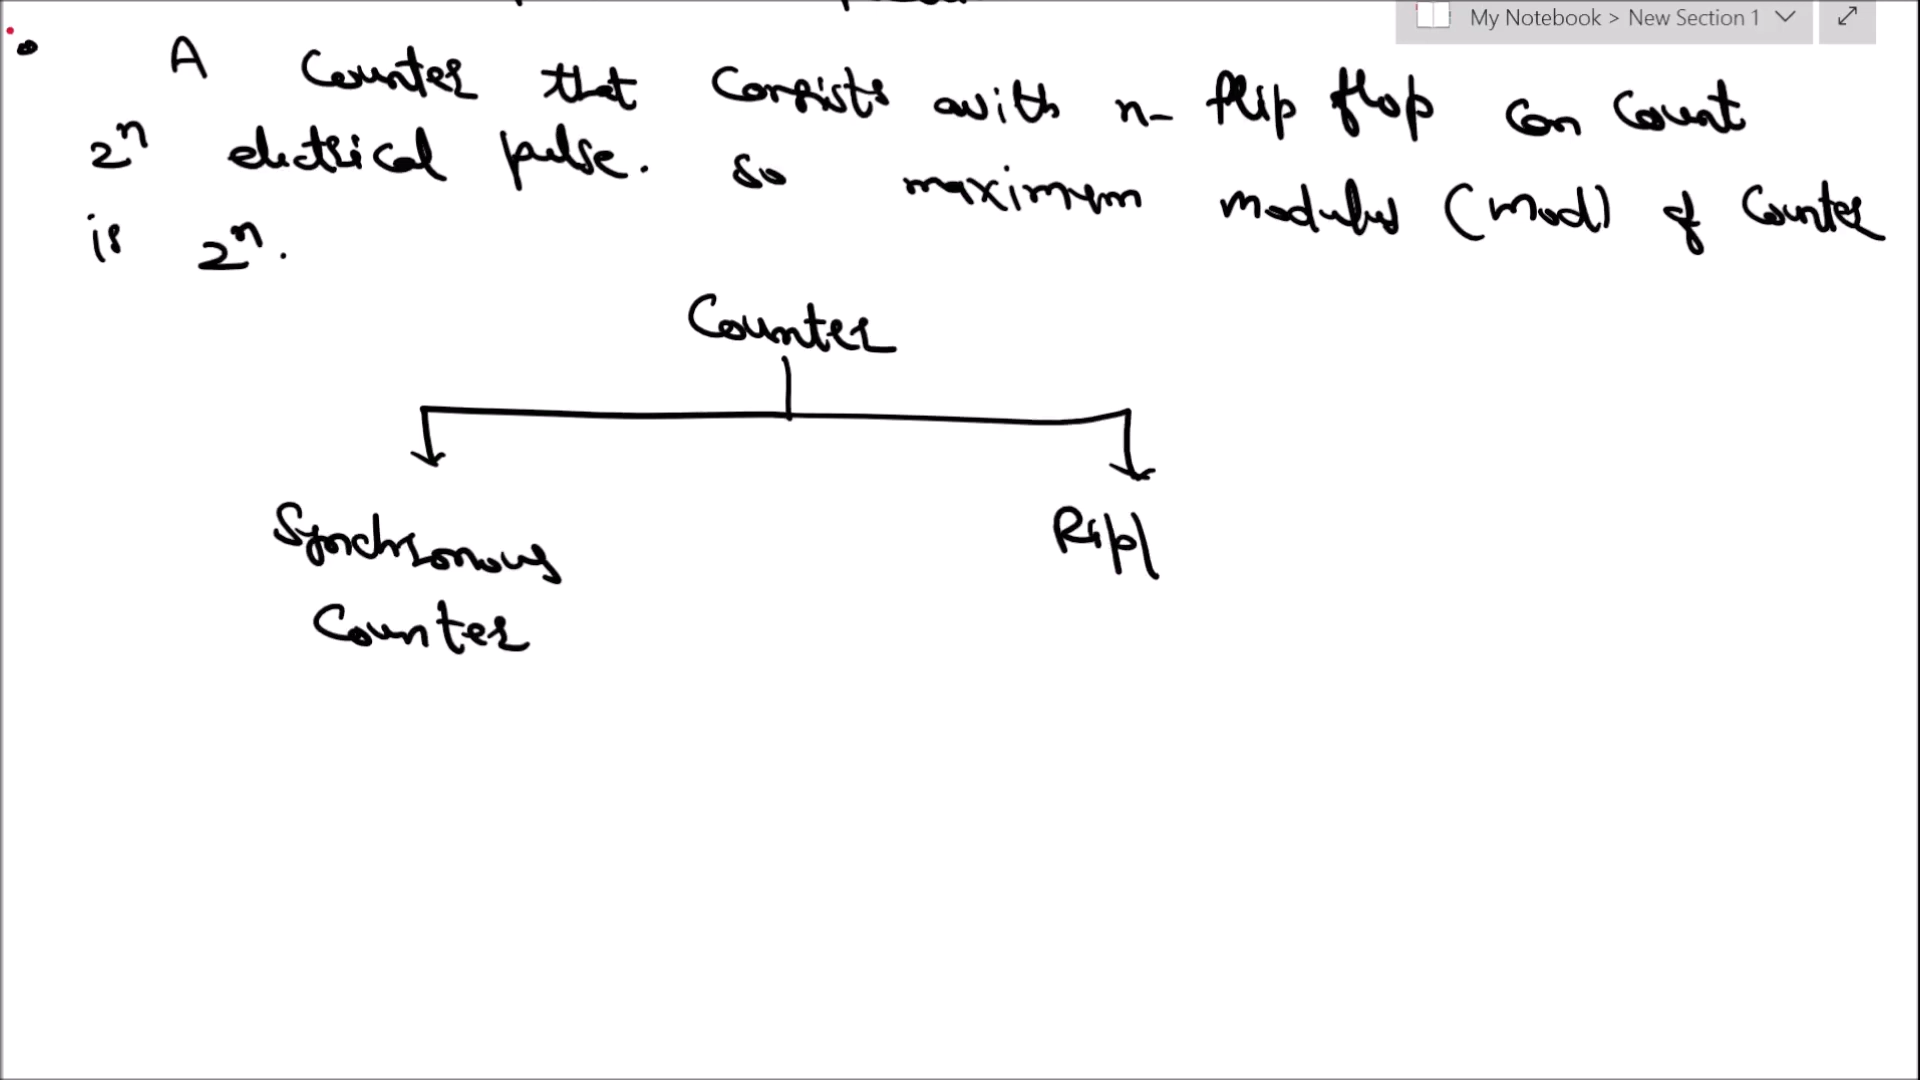 My Notebook > New Section 1
A Counter that Consists with n- flip flop can Count
2ⁿ electrical pulse. So maximum modulus (mod) of Counter
is 2ⁿ.
Counter
Synchronous Ripl
Counter